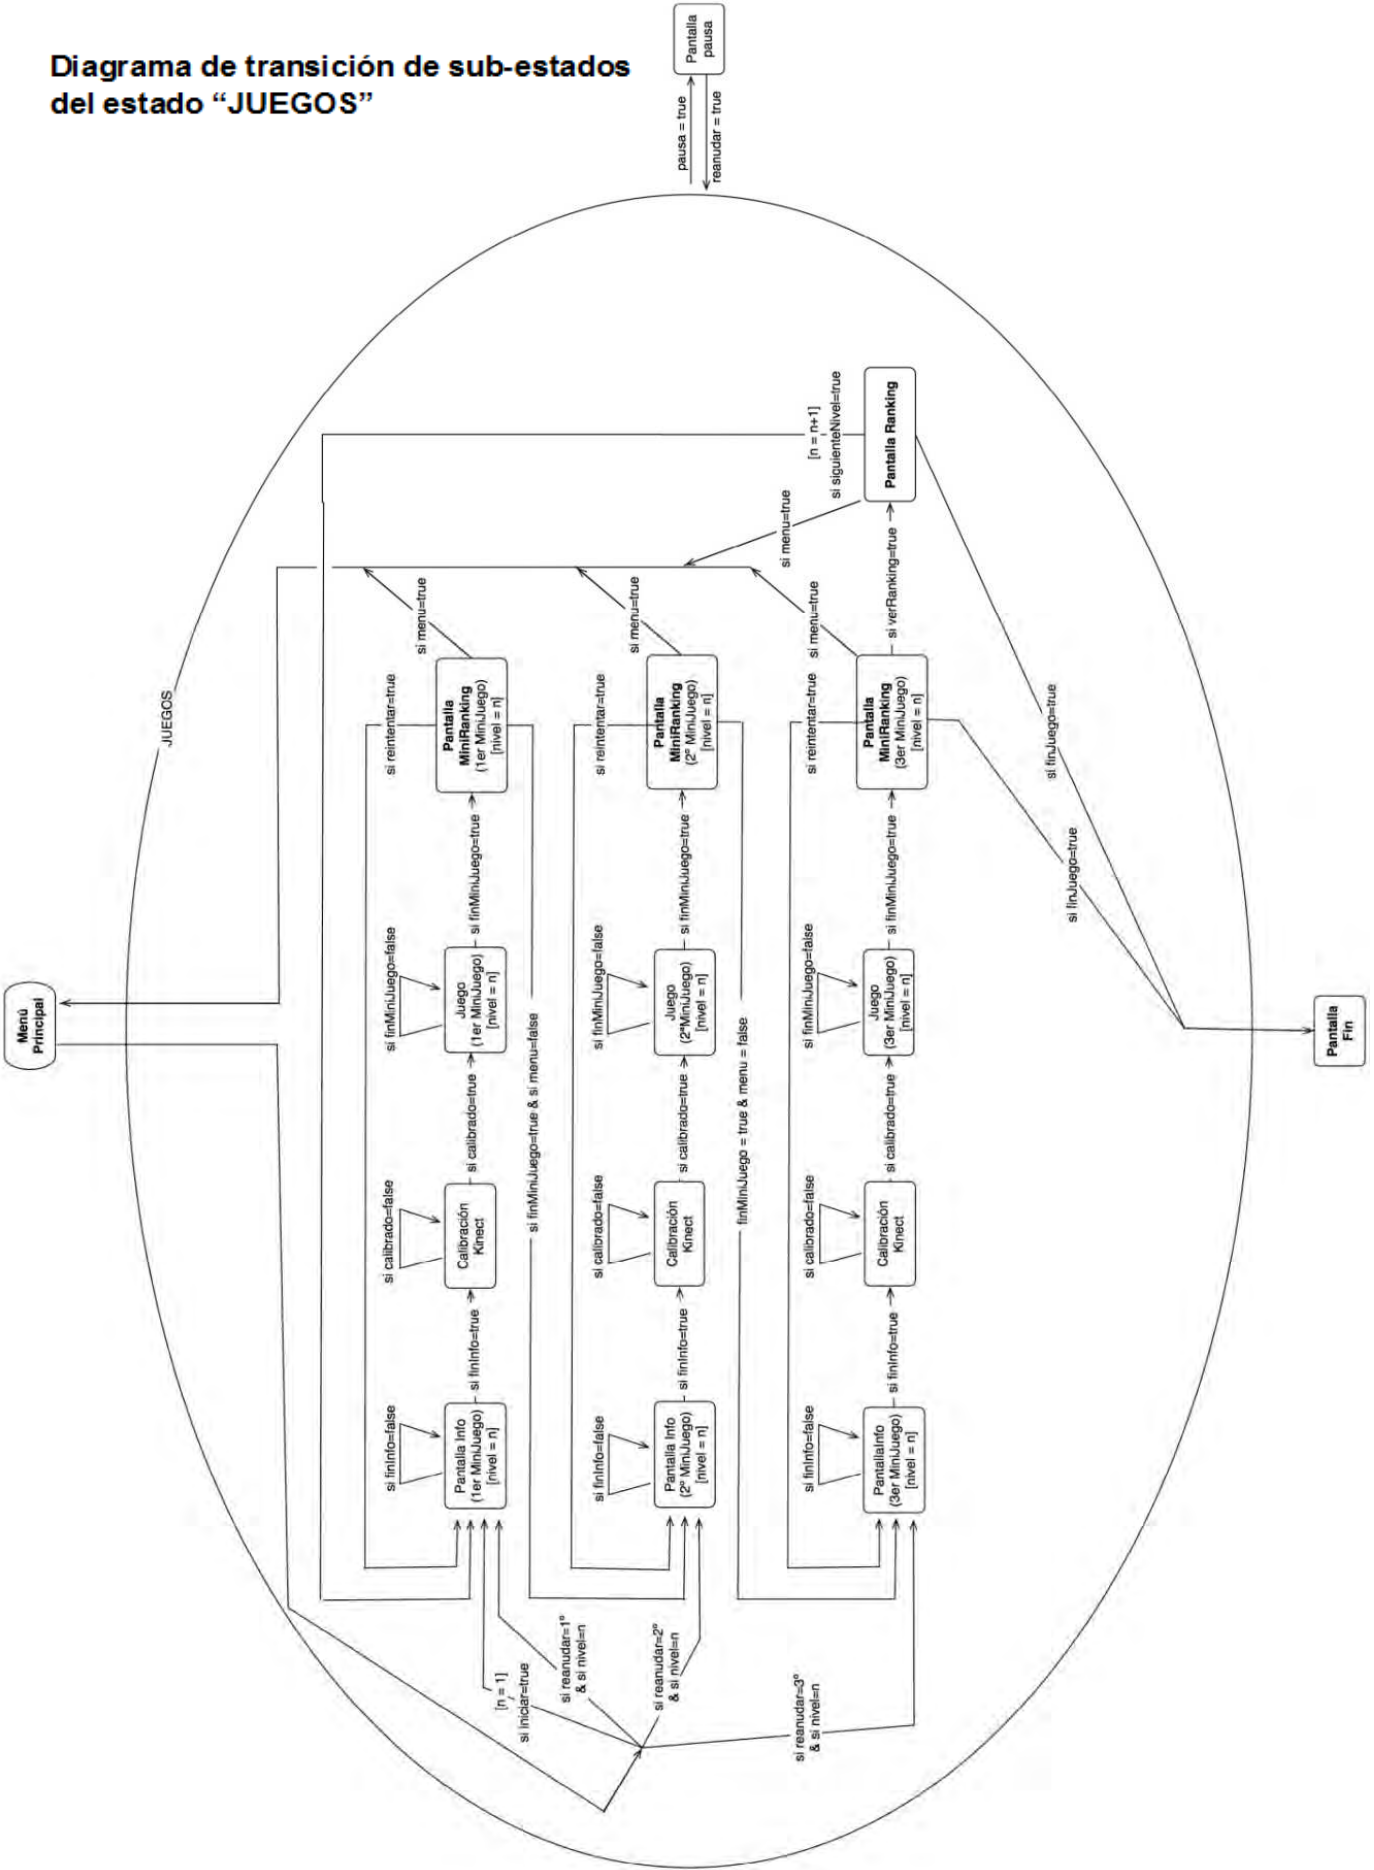 Diagrama de transición de sub-estados
del estado “JUEGOS”
Pantalla
pausa
pausa = true
reanudar = true
JUEGOS
Menú
Principal
[n = 1]
si iniciar=true
si reanudar=1º
& si nivel=n
si reanudar=2º
& si nivel=n
si reanudar=3º
& si nivel=n
Pantalla Info
(1er MiniJuego)
[nivel = n]
si finInfo=false
si finInfo=true
Calibración
Kinect
si calibrado=false
si calibrado=true
Juego
(1er MiniJuego)
[nivel = n]
si finMiniJuego=false
si finMiniJuego=true
Pantalla
MiniRanking
(1er MiniJuego)
[nivel = n]
si reintentar=true
si menu=true
si finMiniJuego=true & si menu=false
Pantalla Info
(2º MiniJuego)
[nivel = n]
si finInfo=false
si finInfo=true
Calibración
Kinect
si calibrado=false
si calibrado=true
Juego
(2ªMiniJuego)
[nivel = n]
si finMiniJuego=false
si finMiniJuego=true
Pantalla
MiniRanking
(2º MiniJuego)
[nivel = n]
si reintentar=true
si menu=true
finMiniJuego = true & menu = false
PantallaInfo
(3er MiniJuego)
[nivel = n]
si finInfo=false
si finInfo=true
Calibración
Kinect
si calibrado=false
si calibrado=true
Juego
(3er MiniJuego)
[nivel = n]
si finMiniJuego=false
si finMiniJuego=true
Pantalla
MiniRanking
(3er MiniJuego)
[nivel = n]
si reintentar=true
si menu=true
si verRanking=true
Pantalla Ranking
si menu=true
[n = n+1]
si siguienteNivel=true
si finJuego=true
si finJuego=true
Pantalla
Fin